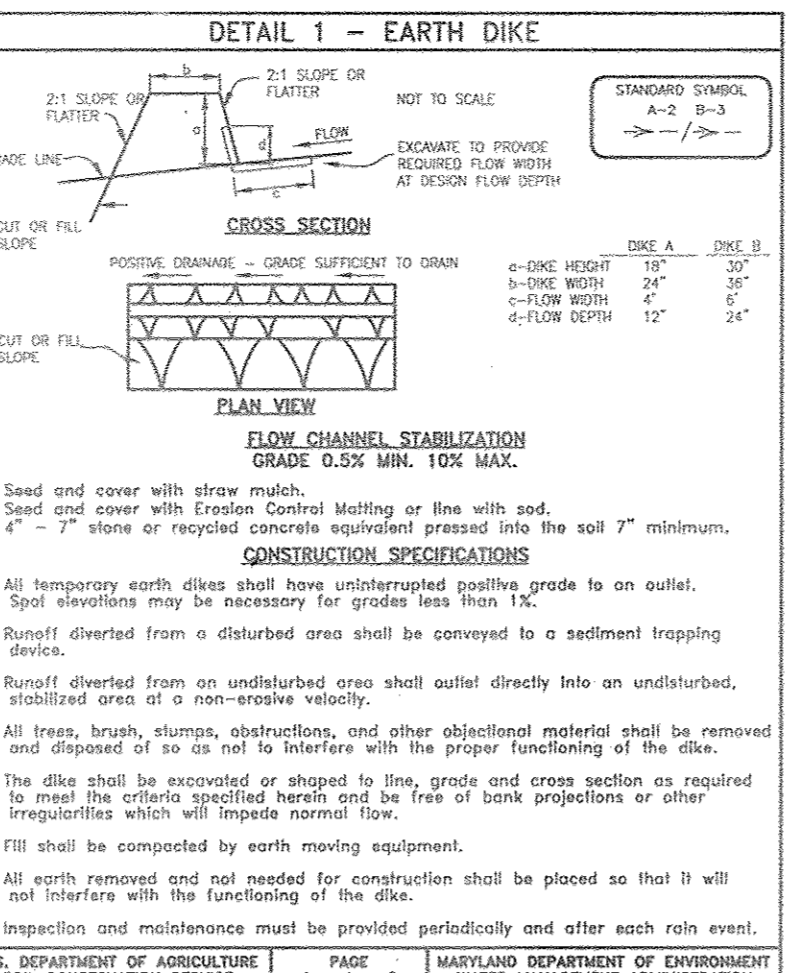 DETAIL 1 - EARTH DIKE
b
2:1 SLOPE OR
FLATTER
2:1 SLOPE OR
FLATTER
NOT TO SCALE
STANDARD SYMBOL
A-2 B-3
/
a
d
FLOW
EXCAVATE TO PROVIDE
REQUIRED FLOW WIDTH
AT DESIGN FLOW DEPTH
ADE LINE
c
CUT OR FILL
SLOPE
CROSS SECTION
POSITIVE DRAINAGE - GRADE SUFFICIENT TO DRAIN
DIKE A DIKE B
a-DIKE HEIGHT 18" 30"
b-DIKE WIDTH 24" 36"
c-FLOW WIDTH 4' 6'
d-FLOW DEPTH 12" 24"
CUT OR FILL
SLOPE
PLAN VIEW
FLOW CHANNEL STABILIZATION
GRADE 0.5% MIN. 10% MAX.
Seed and cover with straw mulch.
Seed and cover with Erosion Control Matting or line with sod.
4" - 7" stone or recycled concrete equivalent pressed into the soil 7" minimum.
CONSTRUCTION SPECIFICATIONS
All temporary earth dikes shall have uninterrupted positive grade to an outlet.
Spot elevations may be necessary for grades less than 1%.
Runoff diverted from a disturbed area shall be conveyed to a sediment trapping
device.
Runoff diverted from an undisturbed area shall outlet directly into an undisturbed,
stabilized area at a non-erosive velocity.
All trees, brush, stumps, obstructions, and other objectional material shall be removed
and disposed of so as not to interfere with the proper functioning of the dike.
The dike shall be excavated or shaped to line, grade and cross section as required
to meet the criteria specified herein and be free of bank projections or other
irregularities which will impede normal flow.
Fill shall be compacted by earth moving equipment.
All earth removed and not needed for construction shall be placed so that it will
not interfere with the functioning of the dike.
Inspection and maintenance must be provided periodically and after each rain event.
S. DEPARTMENT OF AGRICULTURE PAGE MARYLAND DEPARTMENT OF ENVIRONMENT